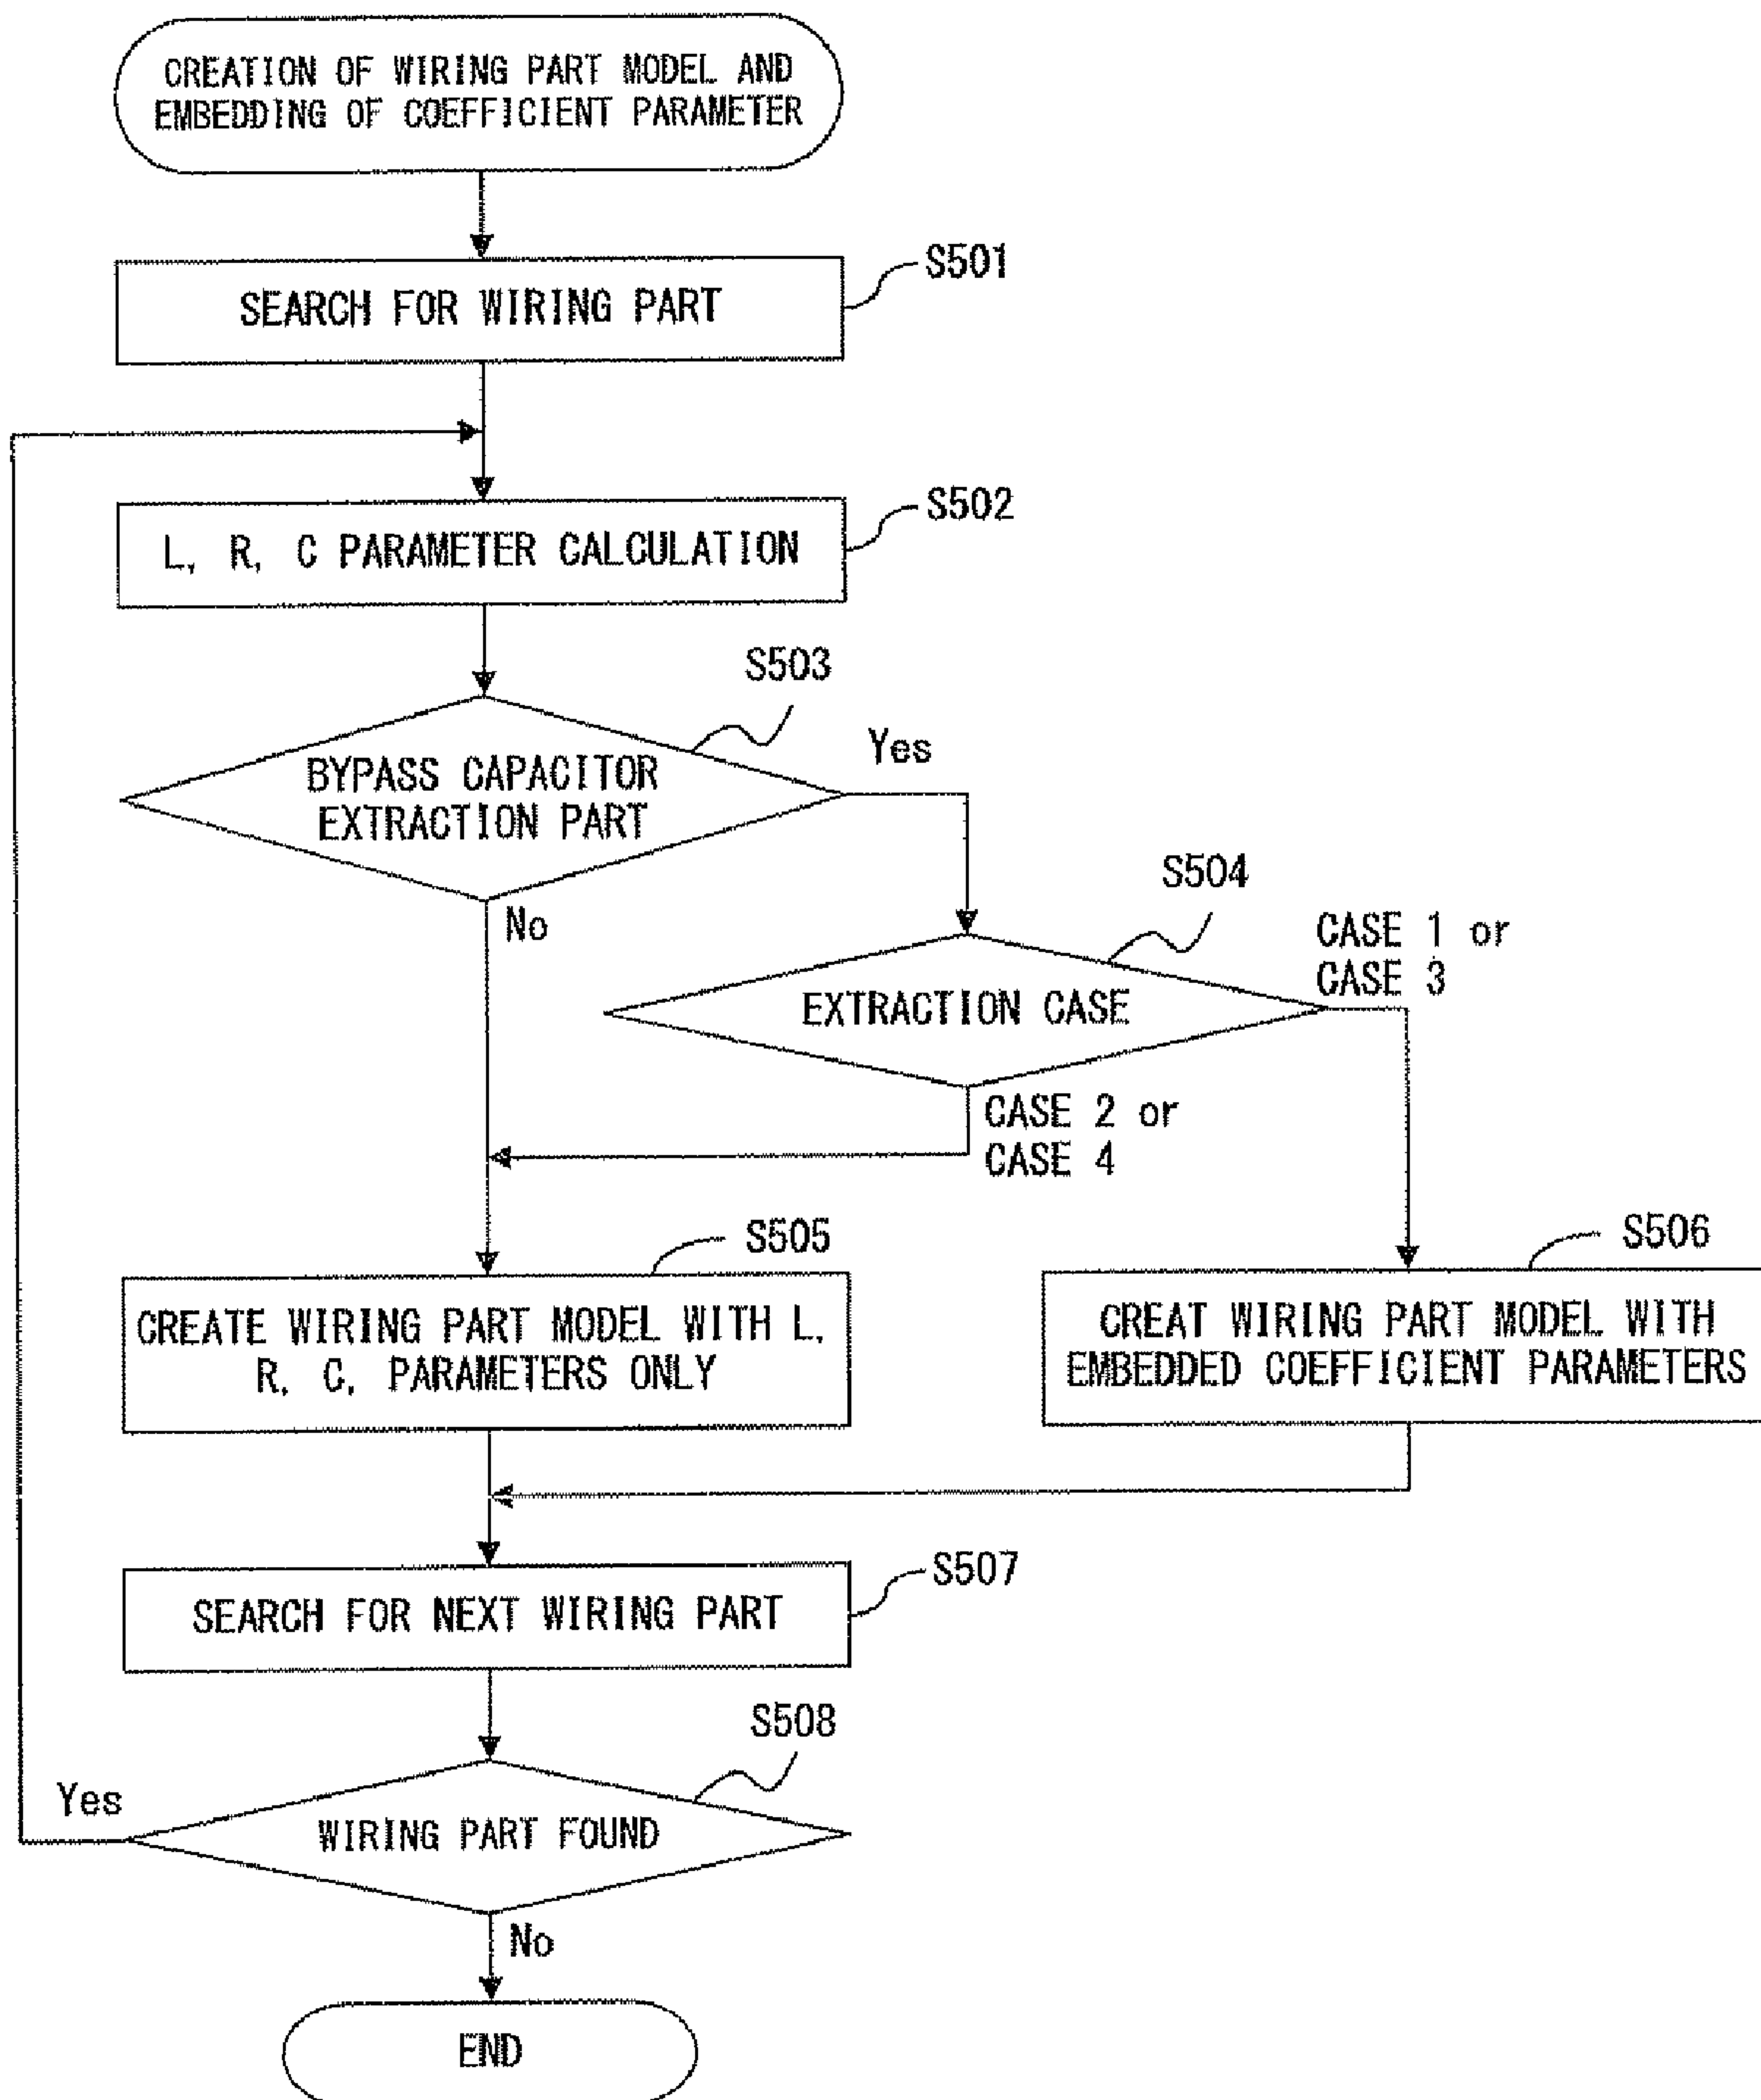 CREATION OF WIRING PART MODEL AND
EMBEDDING OF COEFFICIENT PARAMETER
S501
SEARCH FOR WIRING PART
S502
L, R, C PARAMETER CALCULATION
S503
BYPASS CAPACITOR
EXTRACTION PART
Yes
No
S504
EXTRACTION CASE
CASE 1 or
CASE 3
CASE 2 or
CASE 4
S505
CREATE WIRING PART MODEL WITH L,
R, C, PARAMETERS ONLY
S506
CREAT WIRING PART MODEL WITH
EMBEDDED COEFFICIENT PARAMETERS
S507
SEARCH FOR NEXT WIRING PART
S508
Yes
WIRING PART FOUND
No
END